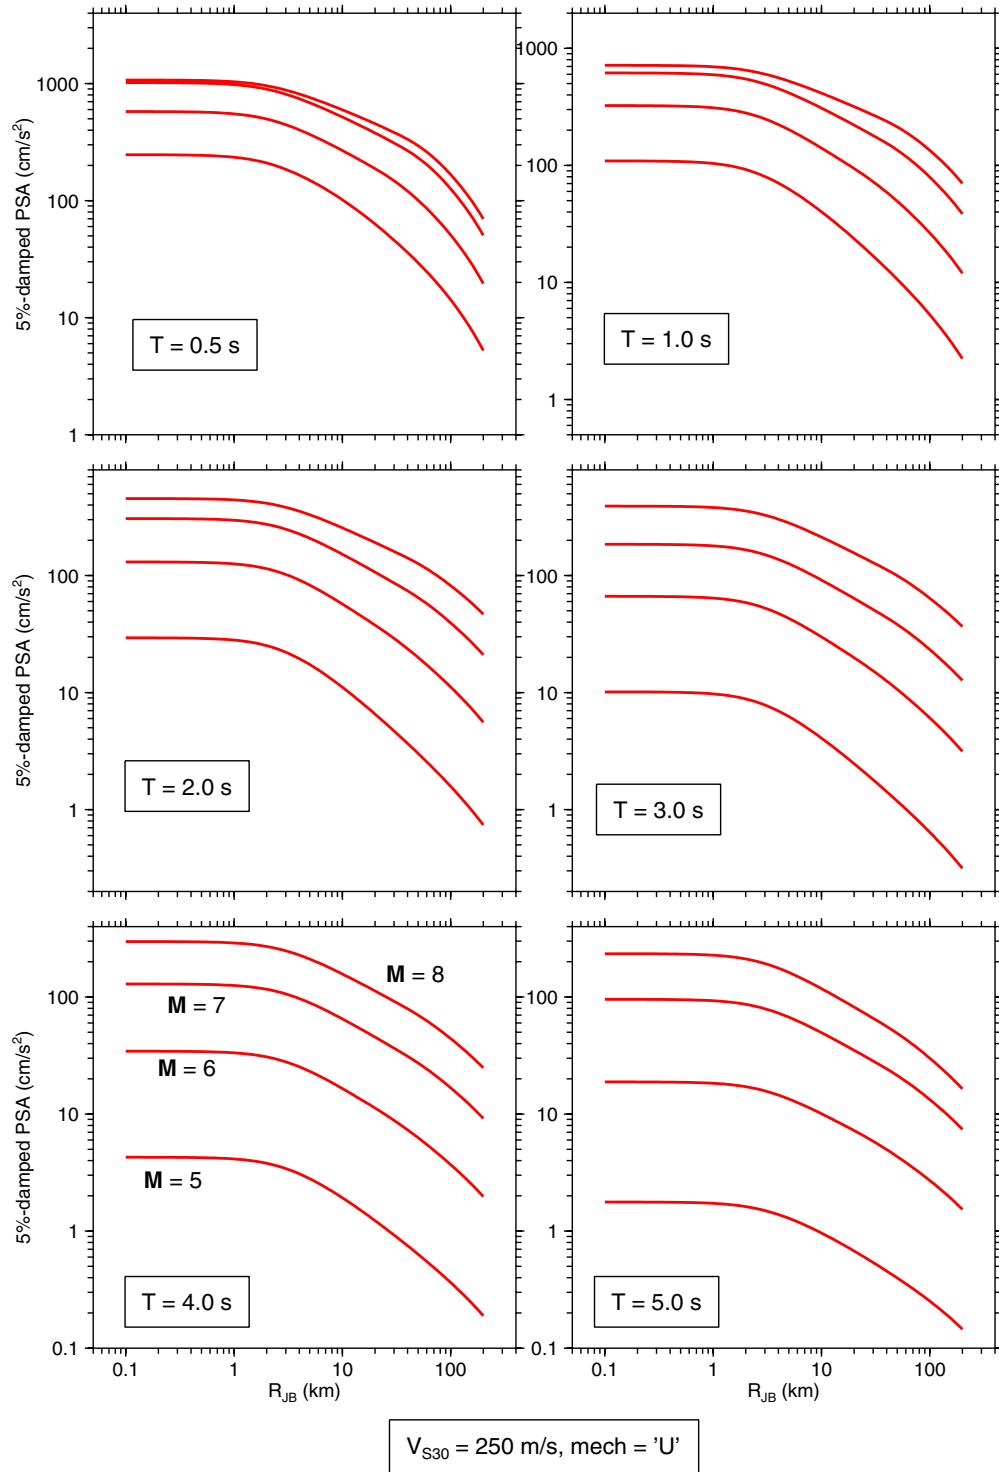 5%-damped PSA (cm/s²)
1000
100
10
1
T = 0.5 s
1000
100
10
1
T = 1.0 s
5%-damped PSA (cm/s²)
100
10
1
T = 2.0 s
100
10
1
T = 3.0 s
5%-damped PSA (cm/s²)
100
10
1
0.1
M = 8
M = 7
M = 6
M = 5
T = 4.0 s
0.1 1 10 100
R_JB (km)
100
10
1
0.1
T = 5.0 s
0.1 1 10 100
R_JB (km)
V_S30 = 250 m/s, mech = 'U'